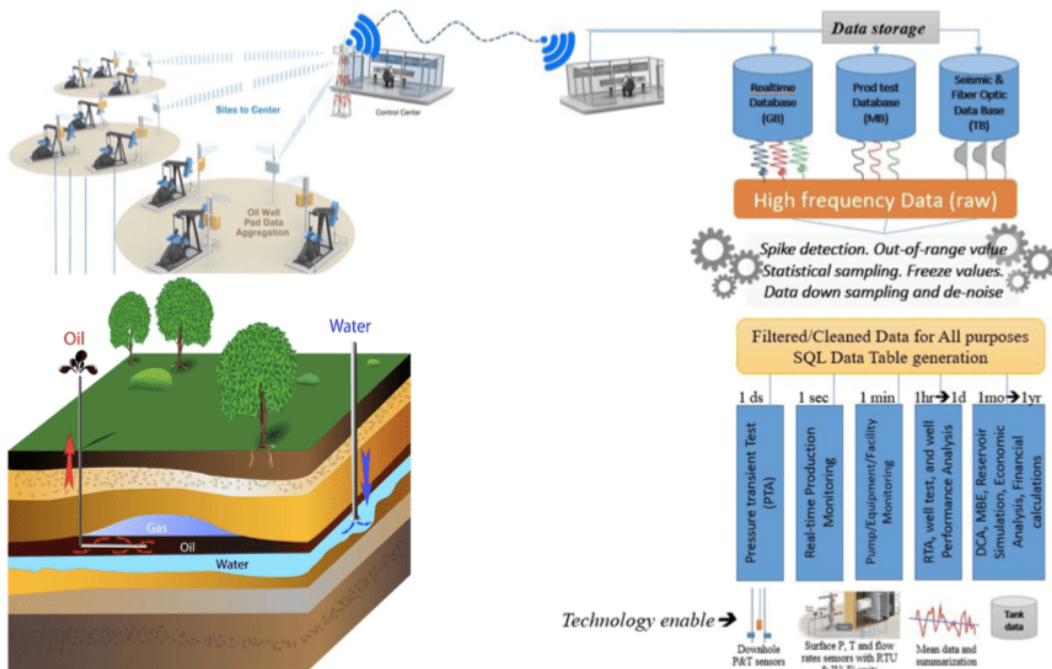 Data storage
Sites to Center
Control Center
Realtime
Database
(GB)
Prod test
Database
(MB)
Seismic &
Fiber Optic
Data Base
(TB)
High frequency Data (raw)
Oil Well
Pad Data
Aggregation
Spike detection. Out-of-range value
Statistical sampling. Freeze values.
Data down sampling and de-noise
Oil
Water
Gas
Oil
Water
Filtered/Cleaned Data for All purposes
SQL Data Table generation
1 ds
1 sec
1 min
1hr➔1d
1mo➔1yr
Pressure transient Test
(PTA)
Real-time Production
Monitoring
Pump/Equipment/Facility
Monitoring
RTA, well test, and well
Performance Analysis
DCA, MBE, Reservoir
Simulation, Economic
Analysis, Financial
calculations
Technology enable ➔
Downhole
P&T sensors
Surface P, T and flow
rates sensors with RTU
Mean data and
summarization
Tank
data